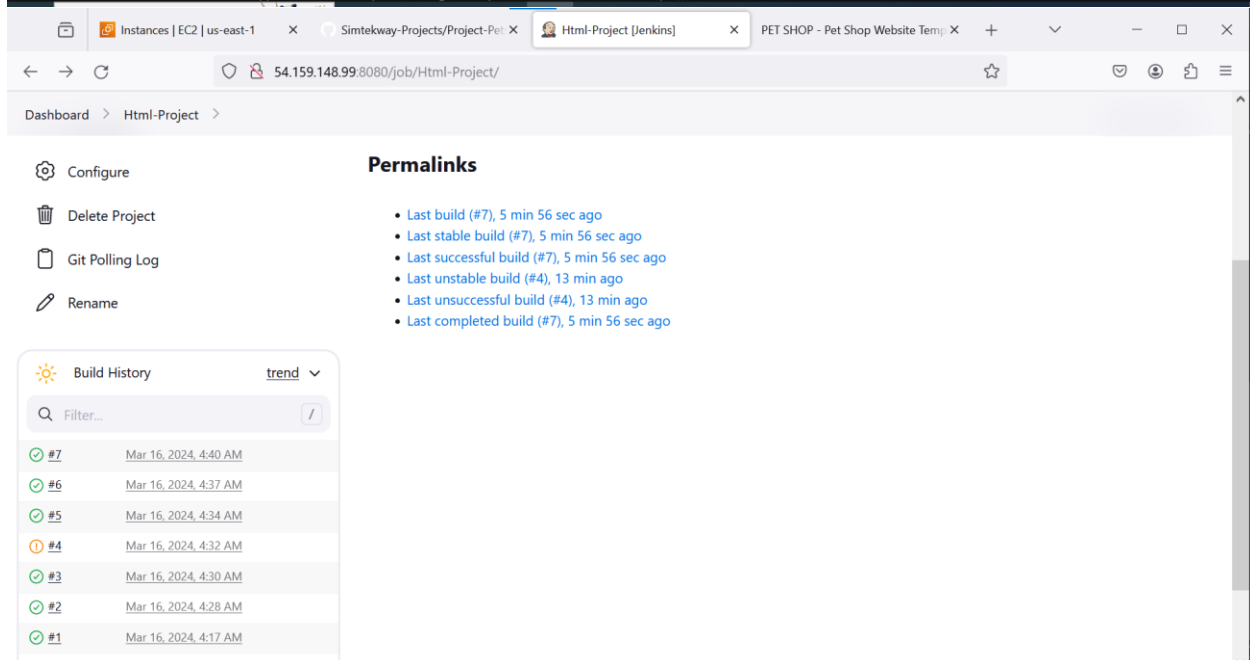 Instances | EC2 | us-east-1
Simtekway-Projects/Project-Pet
Html-Project [Jenkins]
PET SHOP - Pet Shop Website Temp
54.159.148.99:8080/job/Html-Project/
Dashboard > Html-Project >
Configure
Delete Project
Git Polling Log
Rename
Permalinks
• Last build (#7), 5 min 56 sec ago
• Last stable build (#7), 5 min 56 sec ago
• Last successful build (#7), 5 min 56 sec ago
• Last unstable build (#4), 13 min ago
• Last unsuccessful build (#4), 13 min ago
• Last completed build (#7), 5 min 56 sec ago
Build History trend
Filter... /
#7 Mar 16, 2024, 4:40 AM
#6 Mar 16, 2024, 4:37 AM
#5 Mar 16, 2024, 4:34 AM
#4 Mar 16, 2024, 4:32 AM
#3 Mar 16, 2024, 4:30 AM
#2 Mar 16, 2024, 4:28 AM
#1 Mar 16, 2024, 4:17 AM